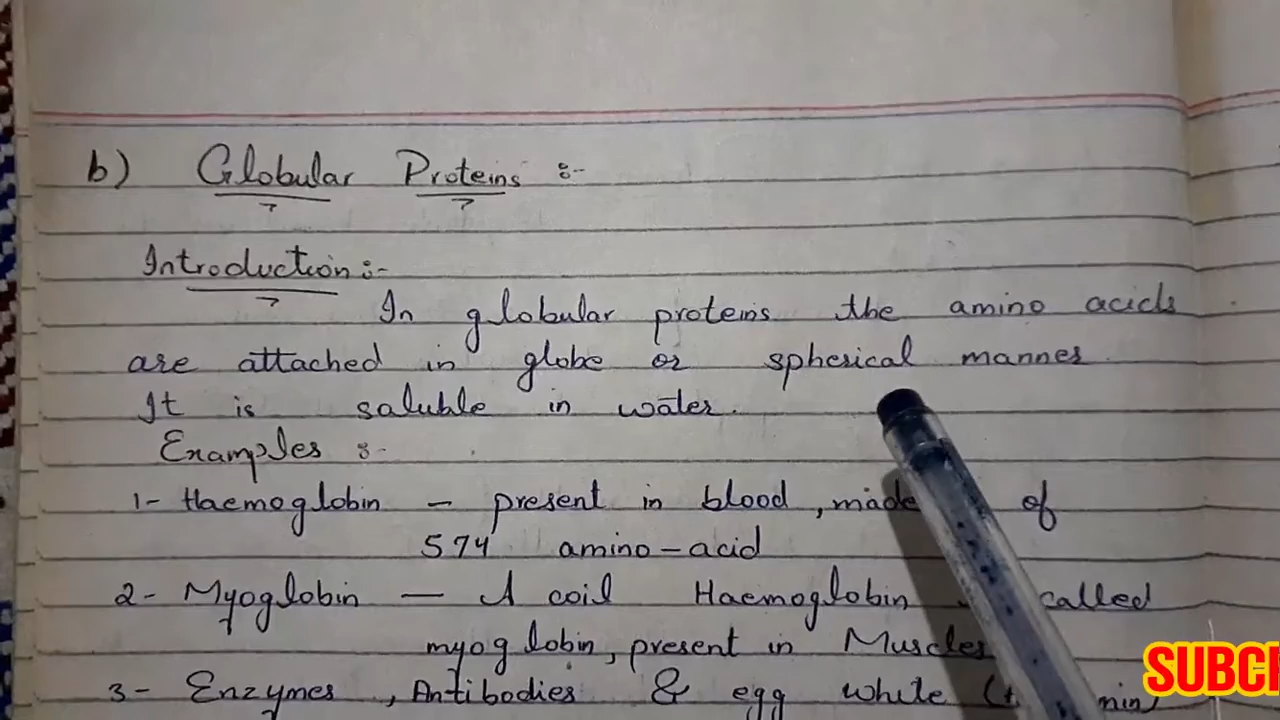 b) Globular Proteins :-
Introduction :-
In globular proteins the amino acids
are attached in globe or spherical manner
It is saluble in water.
Examples :-
1- Haemoglobin - present in blood, made of
574 amino-acid
2- Myoglobin — A coil Haemoglobin called
myoglobin, present in Muscles
3- Enzymes, Antibodies & egg white
SUBC